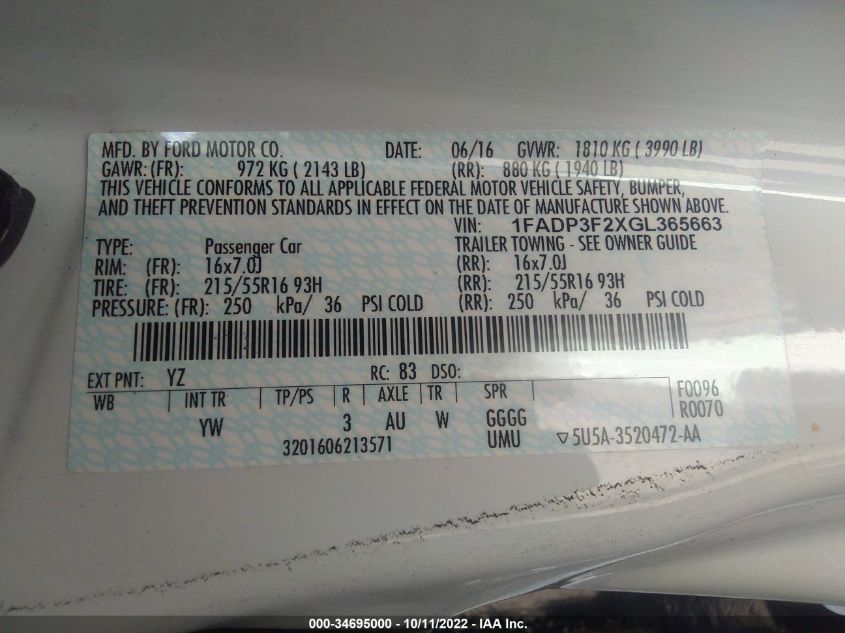 MFD. BY FORD MOTOR CO. DATE: 06/16 GVWR: 1810 KG ( 3990 LB)
GAWR: (FR): 972 KG ( 2143 LB) (RR): 880 KG ( 1940 LB)
THIS VEHICLE CONFORMS TO ALL APPLICABLE FEDERAL MOTOR VEHICLE SAFETY, BUMPER,
AND THEFT PREVENTION STANDARDS IN EFFECT ON THE DATE OF MANUFACTURE SHOWN ABOVE.
VIN: 1FADP3F2XGL365663
TYPE: Passenger Car TRAILER TOWING - SEE OWNER GUIDE
RIM: (FR): 16x7.0J (RR): 16x7.0J
TIRE: (FR): 215/55R16 93H (RR): 215/55R16 93H
PRESSURE: (FR): 250 kPa/ 36 PSI COLD (RR): 250 kPa/ 36 PSI COLD
EXT PNT: YZ RC: 83 DSO:
WB INT TR TP/PS R AXLE TR SPR F0096
YW 3 AU W GGGG R0070
3201606213571 UMU ▽5U5A-3520472-AA
000-34695000 - 10/11/2022 - IAA Inc.